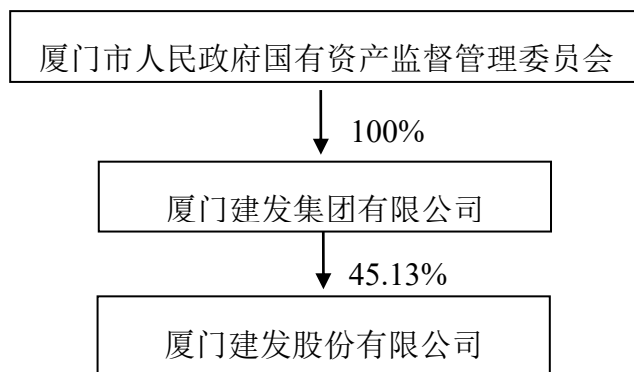 厦门市人民政府国有资产监督管理委员会
100%
厦门建发集团有限公司
45.13%
厦门建发股份有限公司